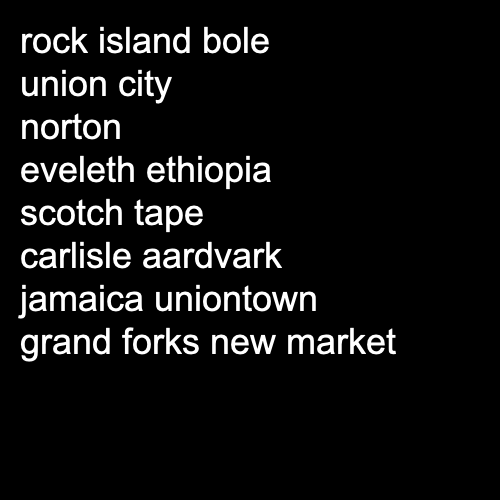 rock island bole
union city
norton
eveleth ethiopia
scotch tape
carlisle aardvark
jamaica uniontown
grand forks new market